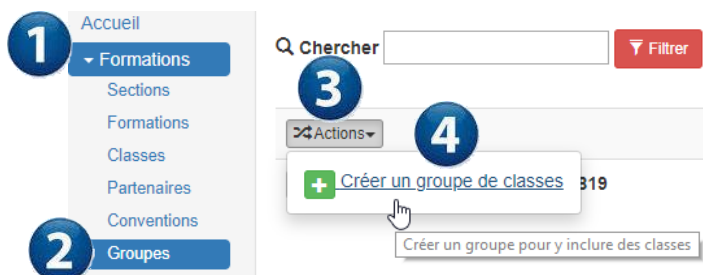 Accueil
1
Formations
Sections
Formations
Classes
Partenaires
Conventions
2
Groupes
Chercher
Filtrer
3
Actions
4
Créer un groupe de classes
319
Créer un groupe pour y inclure des classes